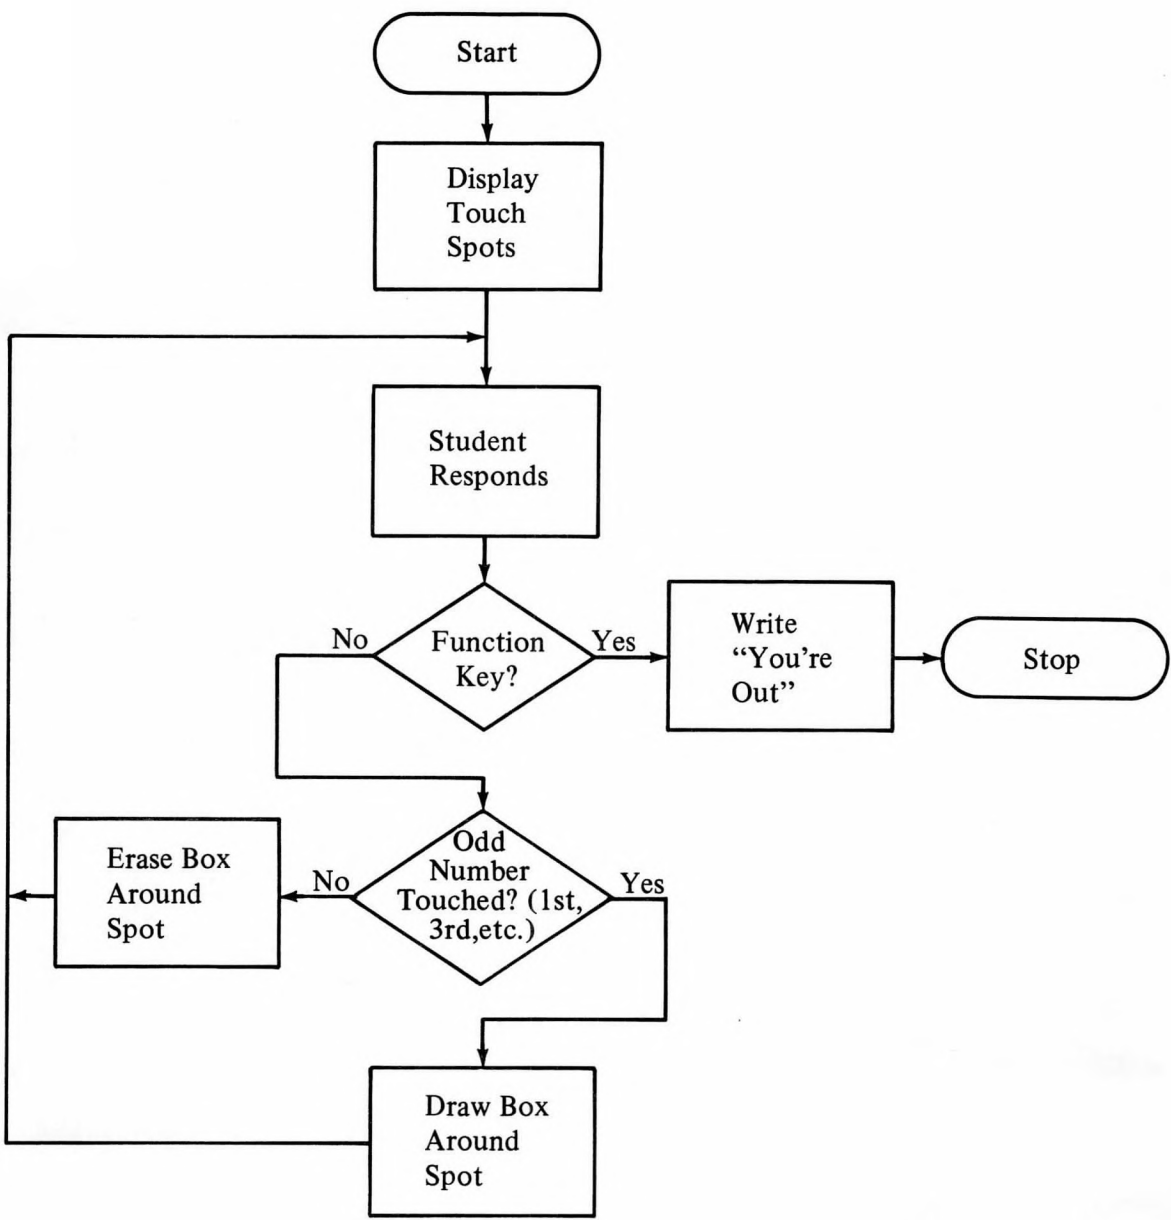 Start
Display
Touch
Spots
Student
Responds
No
Function
Key?
Yes
Write
“You're
Out”
Stop
Erase Box
Around
Spot
No
Odd
Number
Touched? (1st,
3rd,etc.)
Yes
Draw Box
Around
Spot